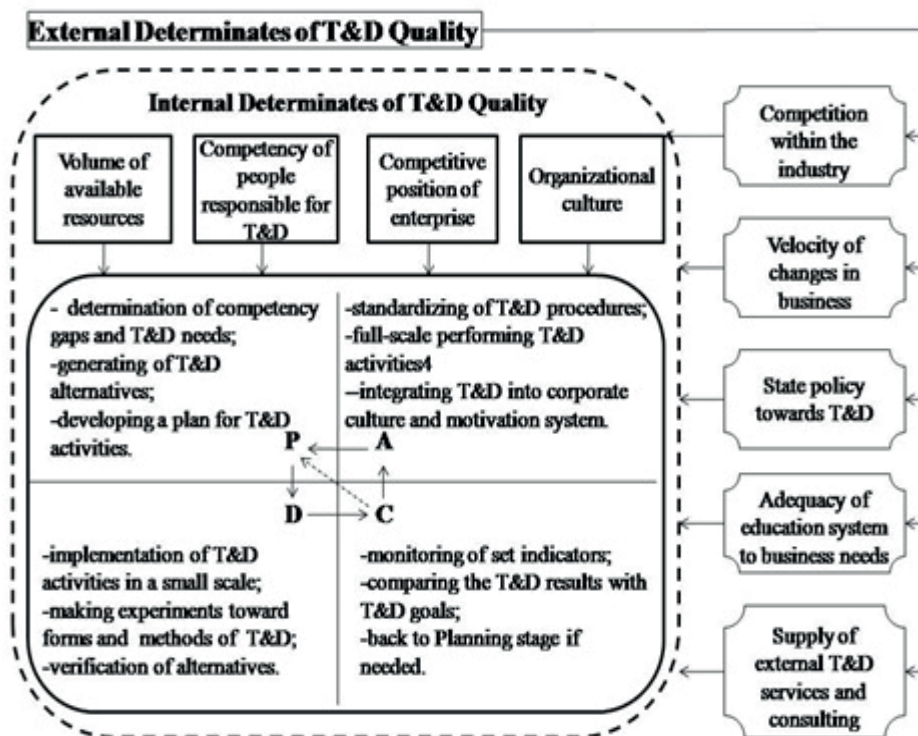 External Determinates of T&D Quality
Internal Determinates of T&D Quality
Volume of
available
resources
Competency of
people
responsible for
T&D
Competitive
position of
enterprise
Organizational
culture
- determination of competency
gaps and T&D needs;
-generating of T&D
alternatives;
-developing a plan for T&D
activities.
-standardizing of T&D procedures;
-full-scale performing T&D
activities4
–integrating T&D into corporate
culture and motivation system.
P
A
D
C
-implementation of T&D
activities in a small scale;
-making experiments toward
forms and methods of T&D;
-verification of alternatives.
-monitoring of set indicators;
-comparing the T&D results with
T&D goals;
-back to Planning stage if
needed.
Competition
within the
industry
Velocity of
changes in
business
State policy
towards T&D
Adequacy of
education system
to business needs
Supply of
external T&D
services and
consulting